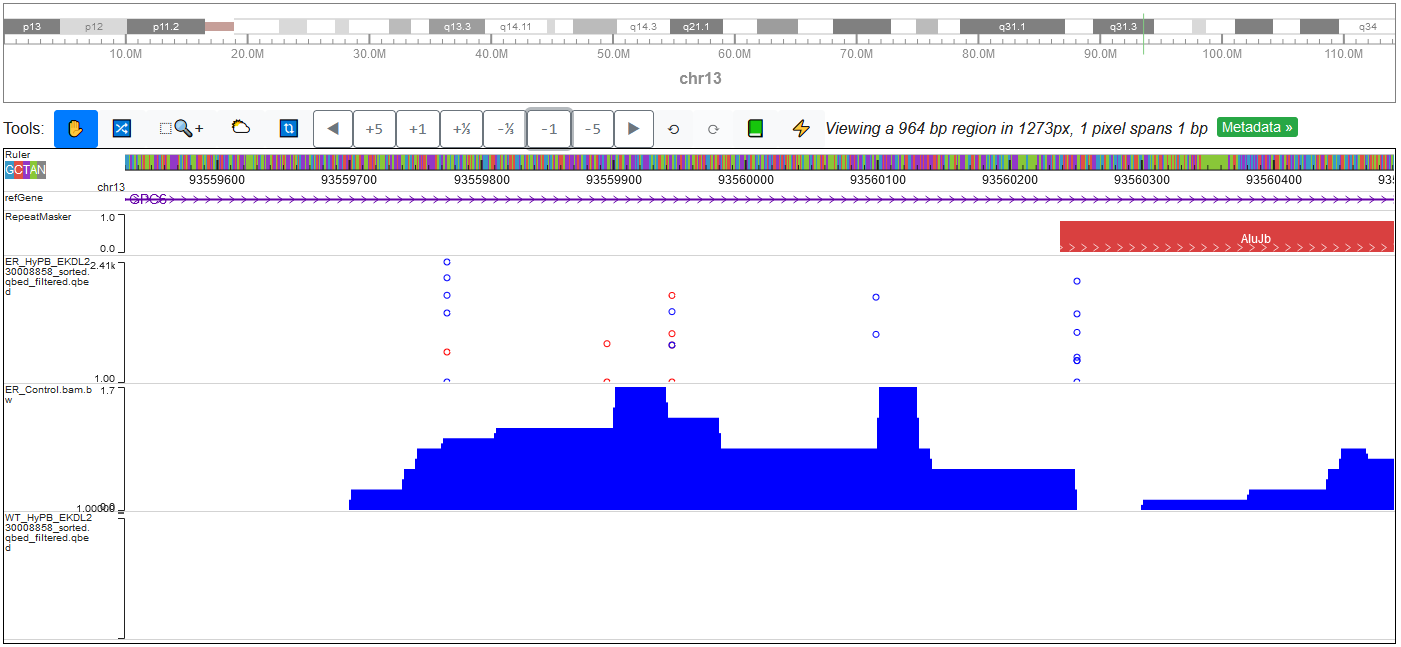 p13 p12 p11.2 q13.3 q14.11 q14.3 q21.1 q31.1 q31.3 q34
10.0M 20.0M 30.0M 40.0M 50.0M 60.0M 70.0M 80.0M 90.0M 100.0M 110.0M
chr13
Tools: +5 +1 +⅓ -⅓ -1 -5 Viewing a 964 bp region in 1273px, 1 pixel spans 1 bp Metadata »
Ruler
GCTAN
chr13
93559600 93559700 93559800 93559900 93560000 93560100 93560200 93560300 93560400 935
refGene
GPC6
RepeatMasker
1.0
0.0
AluJb
ER_HyPB_EKDL2
30008858_sorted.
qbed_filtered.qbe
d
2.41k
1.00
ER_Control.bam.b
w
1.7
0.0
1.00000
WT_HyPB_EKDL2
30008858_sorted.
qbed_filtered.qbe
d